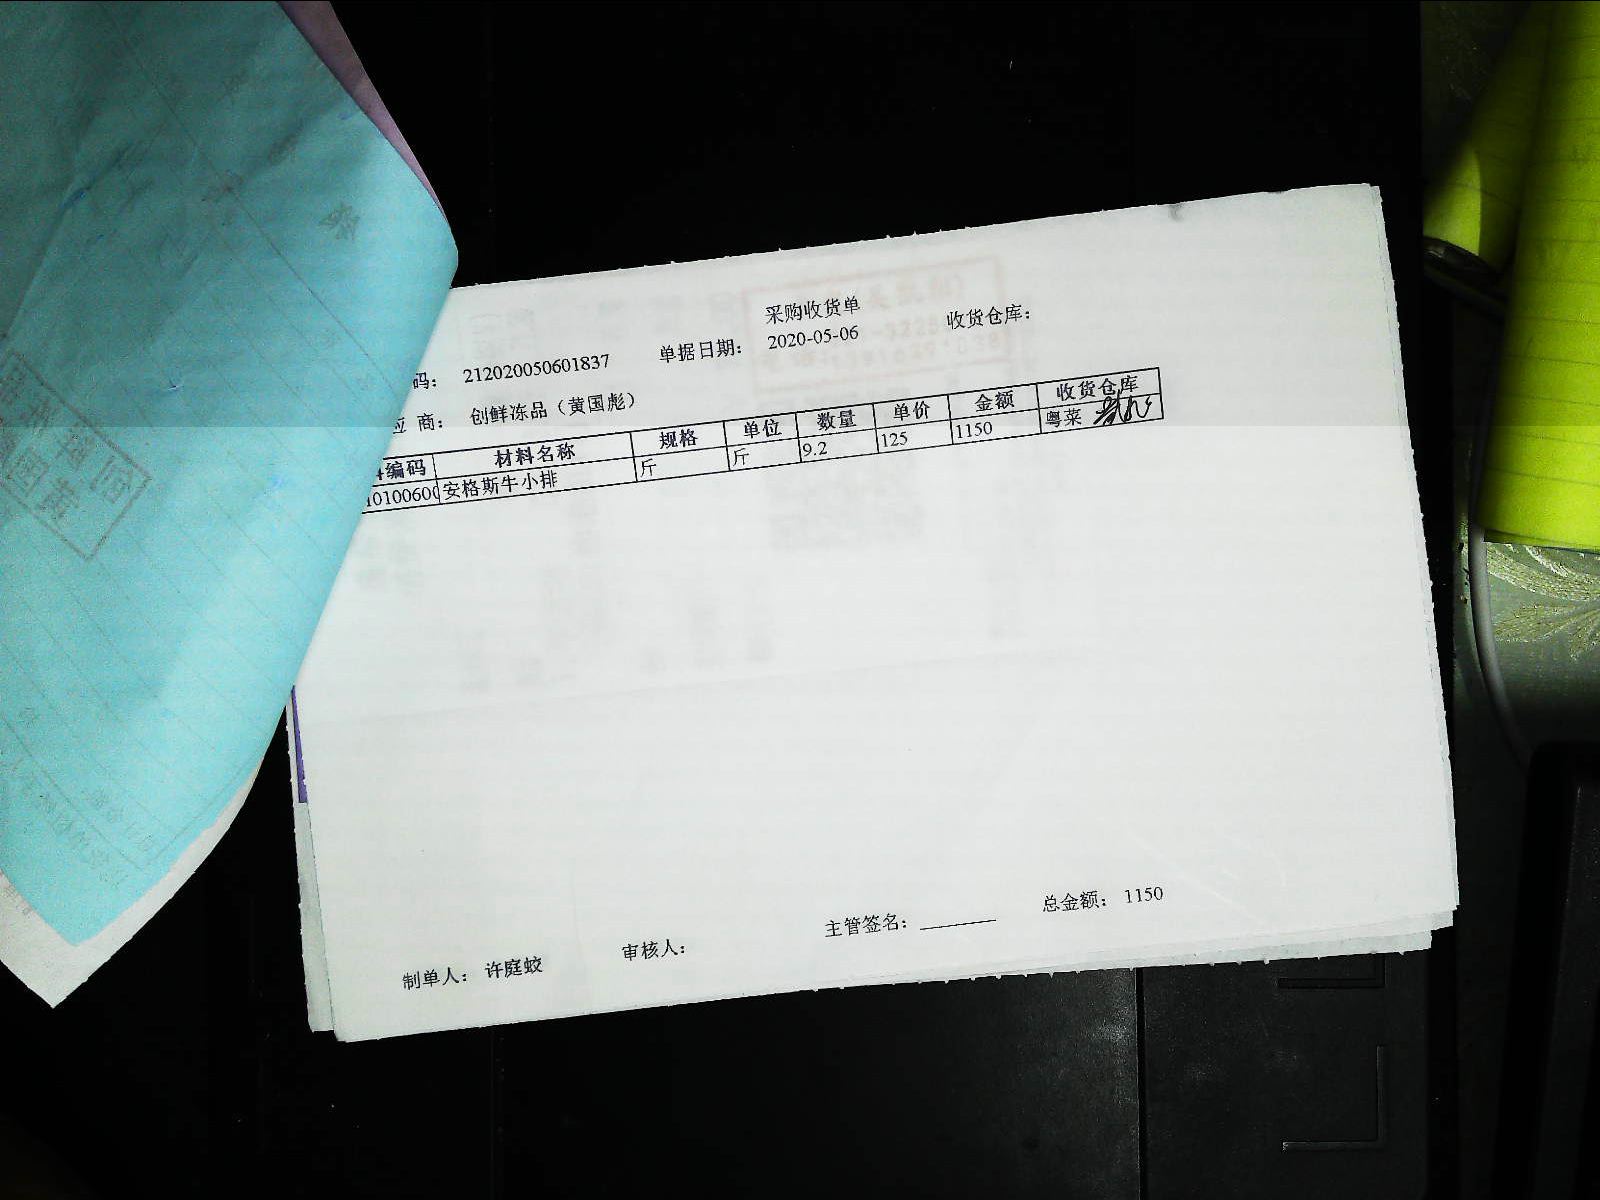 采购收货单
码： 212020050601837 单据日期： 2020-05-06 收货仓库：
应 商： 创鲜冻品（黄国彪）
编码 材料名称 规格 单位 数量 单价 金额 收货仓库
10100600 安格斯牛小排 斤 斤 9.2 125 1150 粤菜
制单人： 许庭蛟 审核人： 主管签名： 总金额： 1150